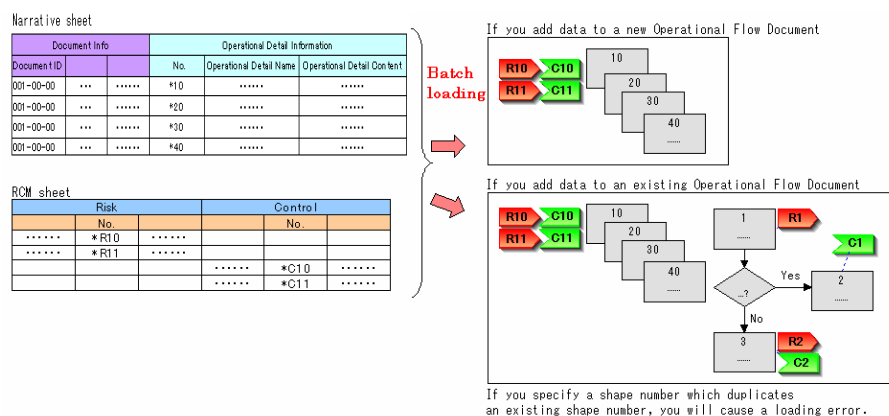 Narrative sheet
Document Info Operational Detail Information
Document ID No. Operational Detail Name Operational Detail Content
001-00-00 ... ...... *10 ...... ......
001-00-00 ... ...... *20 ...... ......
001-00-00 ... ...... *30 ...... ......
001-00-00 ... ...... *40 ...... ......
RCM sheet
Risk Control
No. No.
...... *R10 ......
...... *R11 ......
...... *C10 ......
...... *C11 ......
Batch
loading
If you add data to a new Operational Flow Document
R10 C10
R11 C11
10
20
30
40
......
If you add data to an existing Operational Flow Document
R10 C10
R11 C11
10
20
30
40
......
1
......
R1
C1
...?
Yes
2
......
No
3
......
R2
C2
If you specify a shape number which duplicates
an existing shape number, you will cause a loading error.